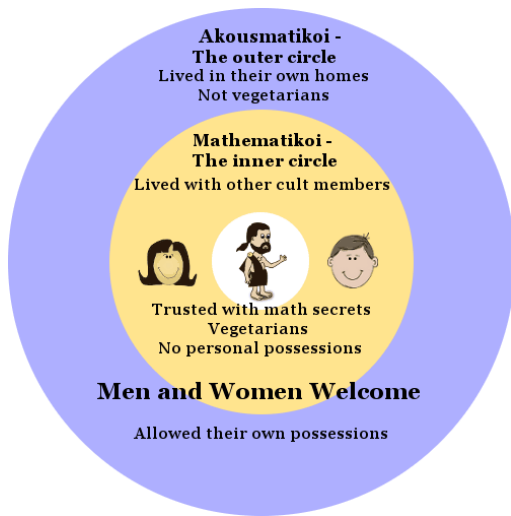 Akousmatikoi -
The outer circle
Lived in their own homes
Not vegetarians
Mathematikoi -
The inner circle
Lived with other cult members
Trusted with math secrets
Vegetarians
No personal possessions
Men and Women Welcome
Allowed their own possessions